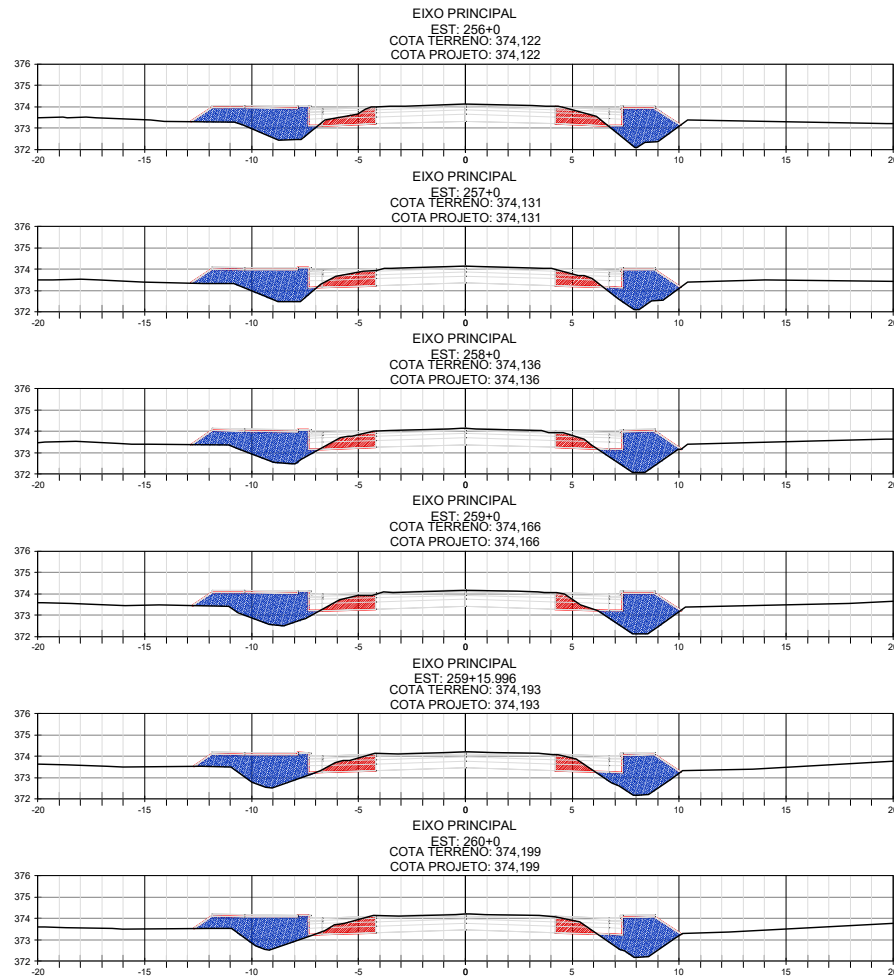 EIXO PRINCIPAL
EST: 256+0
COTA TERRENO: 374,122
COTA PROJETO: 374,122
376
375
374
373
372
-20 -15 -10 -5 0 5 10 15 20
EIXO PRINCIPAL
EST: 257+0
COTA TERRENO: 374,131
COTA PROJETO: 374,131
376
375
374
373
372
-20 -15 -10 -5 0 5 10 15 20
EIXO PRINCIPAL
EST: 258+0
COTA TERRENO: 374,136
COTA PROJETO: 374,136
376
375
374
373
372
-20 -15 -10 -5 0 5 10 15 20
EIXO PRINCIPAL
EST: 259+0
COTA TERRENO: 374,166
COTA PROJETO: 374,166
376
375
374
373
372
-20 -15 -10 -5 0 5 10 15 20
EIXO PRINCIPAL
EST: 259+15.996
COTA TERRENO: 374,193
COTA PROJETO: 374,193
376
375
374
373
372
-20 -15 -10 -5 0 5 10 15 20
EIXO PRINCIPAL
EST: 260+0
COTA TERRENO: 374,199
COTA PROJETO: 374,199
376
375
374
373
372
-20 -15 -10 -5 0 5 10 15 20